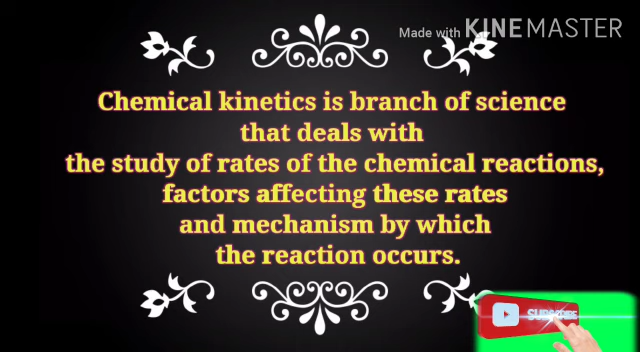 Made with KINEMASTER
Chemical kinetics is branch of science
that deals with
the study of rates of the chemical reactions,
factors affecting these rates
and mechanism by which
the reaction occurs.
SUBSCRIBE